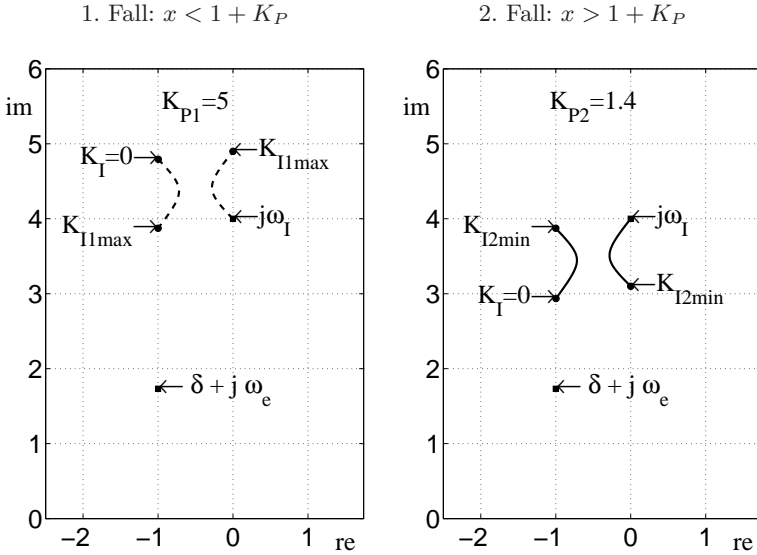 1. Fall: x < 1 + K_P
2. Fall: x > 1 + K_P
6
im
K_P1=5
5
K_I=0
K_I1max
4
K_I1max
jω_I
3
2
δ + j ω_e
1
0
−2
−1
0
1
re
6
im
K_P2=1.4
5
4
K_I2min
jω_I
3
K_I=0
K_I2min
2
δ + j ω_e
1
0
−2
−1
0
1
re